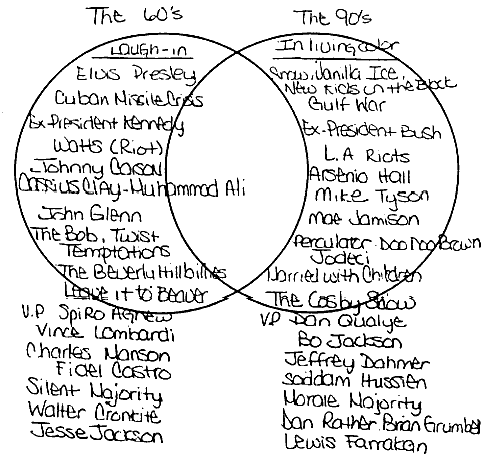 The 60's
LAUGH-IN
Elvis Presley
Cuban Missile Crisis
Ex-President Kennedy
Watts (Riot)
Johnny Carson
Cassius Clay-Muhammad Ali
John Glenn
The Bob, Twist
Temptations
The Beverly Hillbillies
Leave it to Beaver
V.P Spiro Agnew
Vince Lombardi
Charles Manson
Fidel Castro
Silent Majority
Walter Crontite
Jesse Jackson
The 90's
In living color
Snow, Vanilla Ice,
New Kids on the Block
Gulf War
Ex-President Bush
L.A Riots
Arsenio Hall
Mike Tyson
Mae Jamison
Perculator Doo Doo Brown
Jodeci
Married with Children
The Cosby Show
V.P Dan Qualye
Bo Jackson
Jeffrey Dahmer
Saddam Hussien
Morale Majority
Dan Rather, Brian Grumbel
Lewis Farrakan